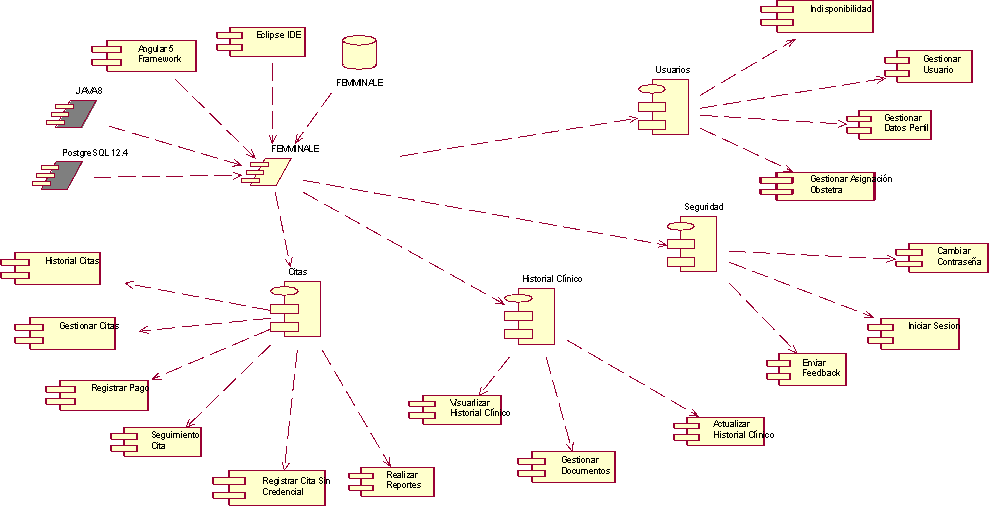 Indisponibilidad
Eclipse IDE
Angular 5
Framework
FEMMINALE
Usuarios
Gestionar
Usuario
JAVA8
Gestionar
Datos Perfil
PostgreSQL 12.4
FEMMINALE
Gestionar Asignación
Obstetra
Seguridad
Historial Citas
Citas
Historial Clínico
Cambiar
Contraseña
Gestionar Citas
Iniciar Sesion
Registrar Pago
Enviar
Feedback
Visuarlizar
Historial Clínico
Seguimiento
Cita
Actualizar
Historial Clínico
Gestionar
Documentos
Registrar Cita Sin
Credencial
Realizar
Reportes